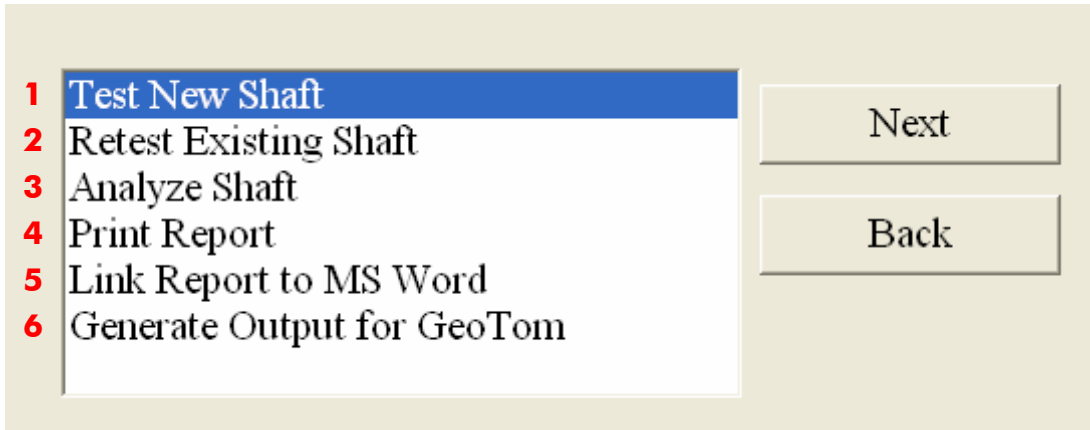 1 Test New Shaft
2 Retest Existing Shaft
3 Analyze Shaft
4 Print Report
5 Link Report to MS Word
6 Generate Output for GeoTom
Next
Back